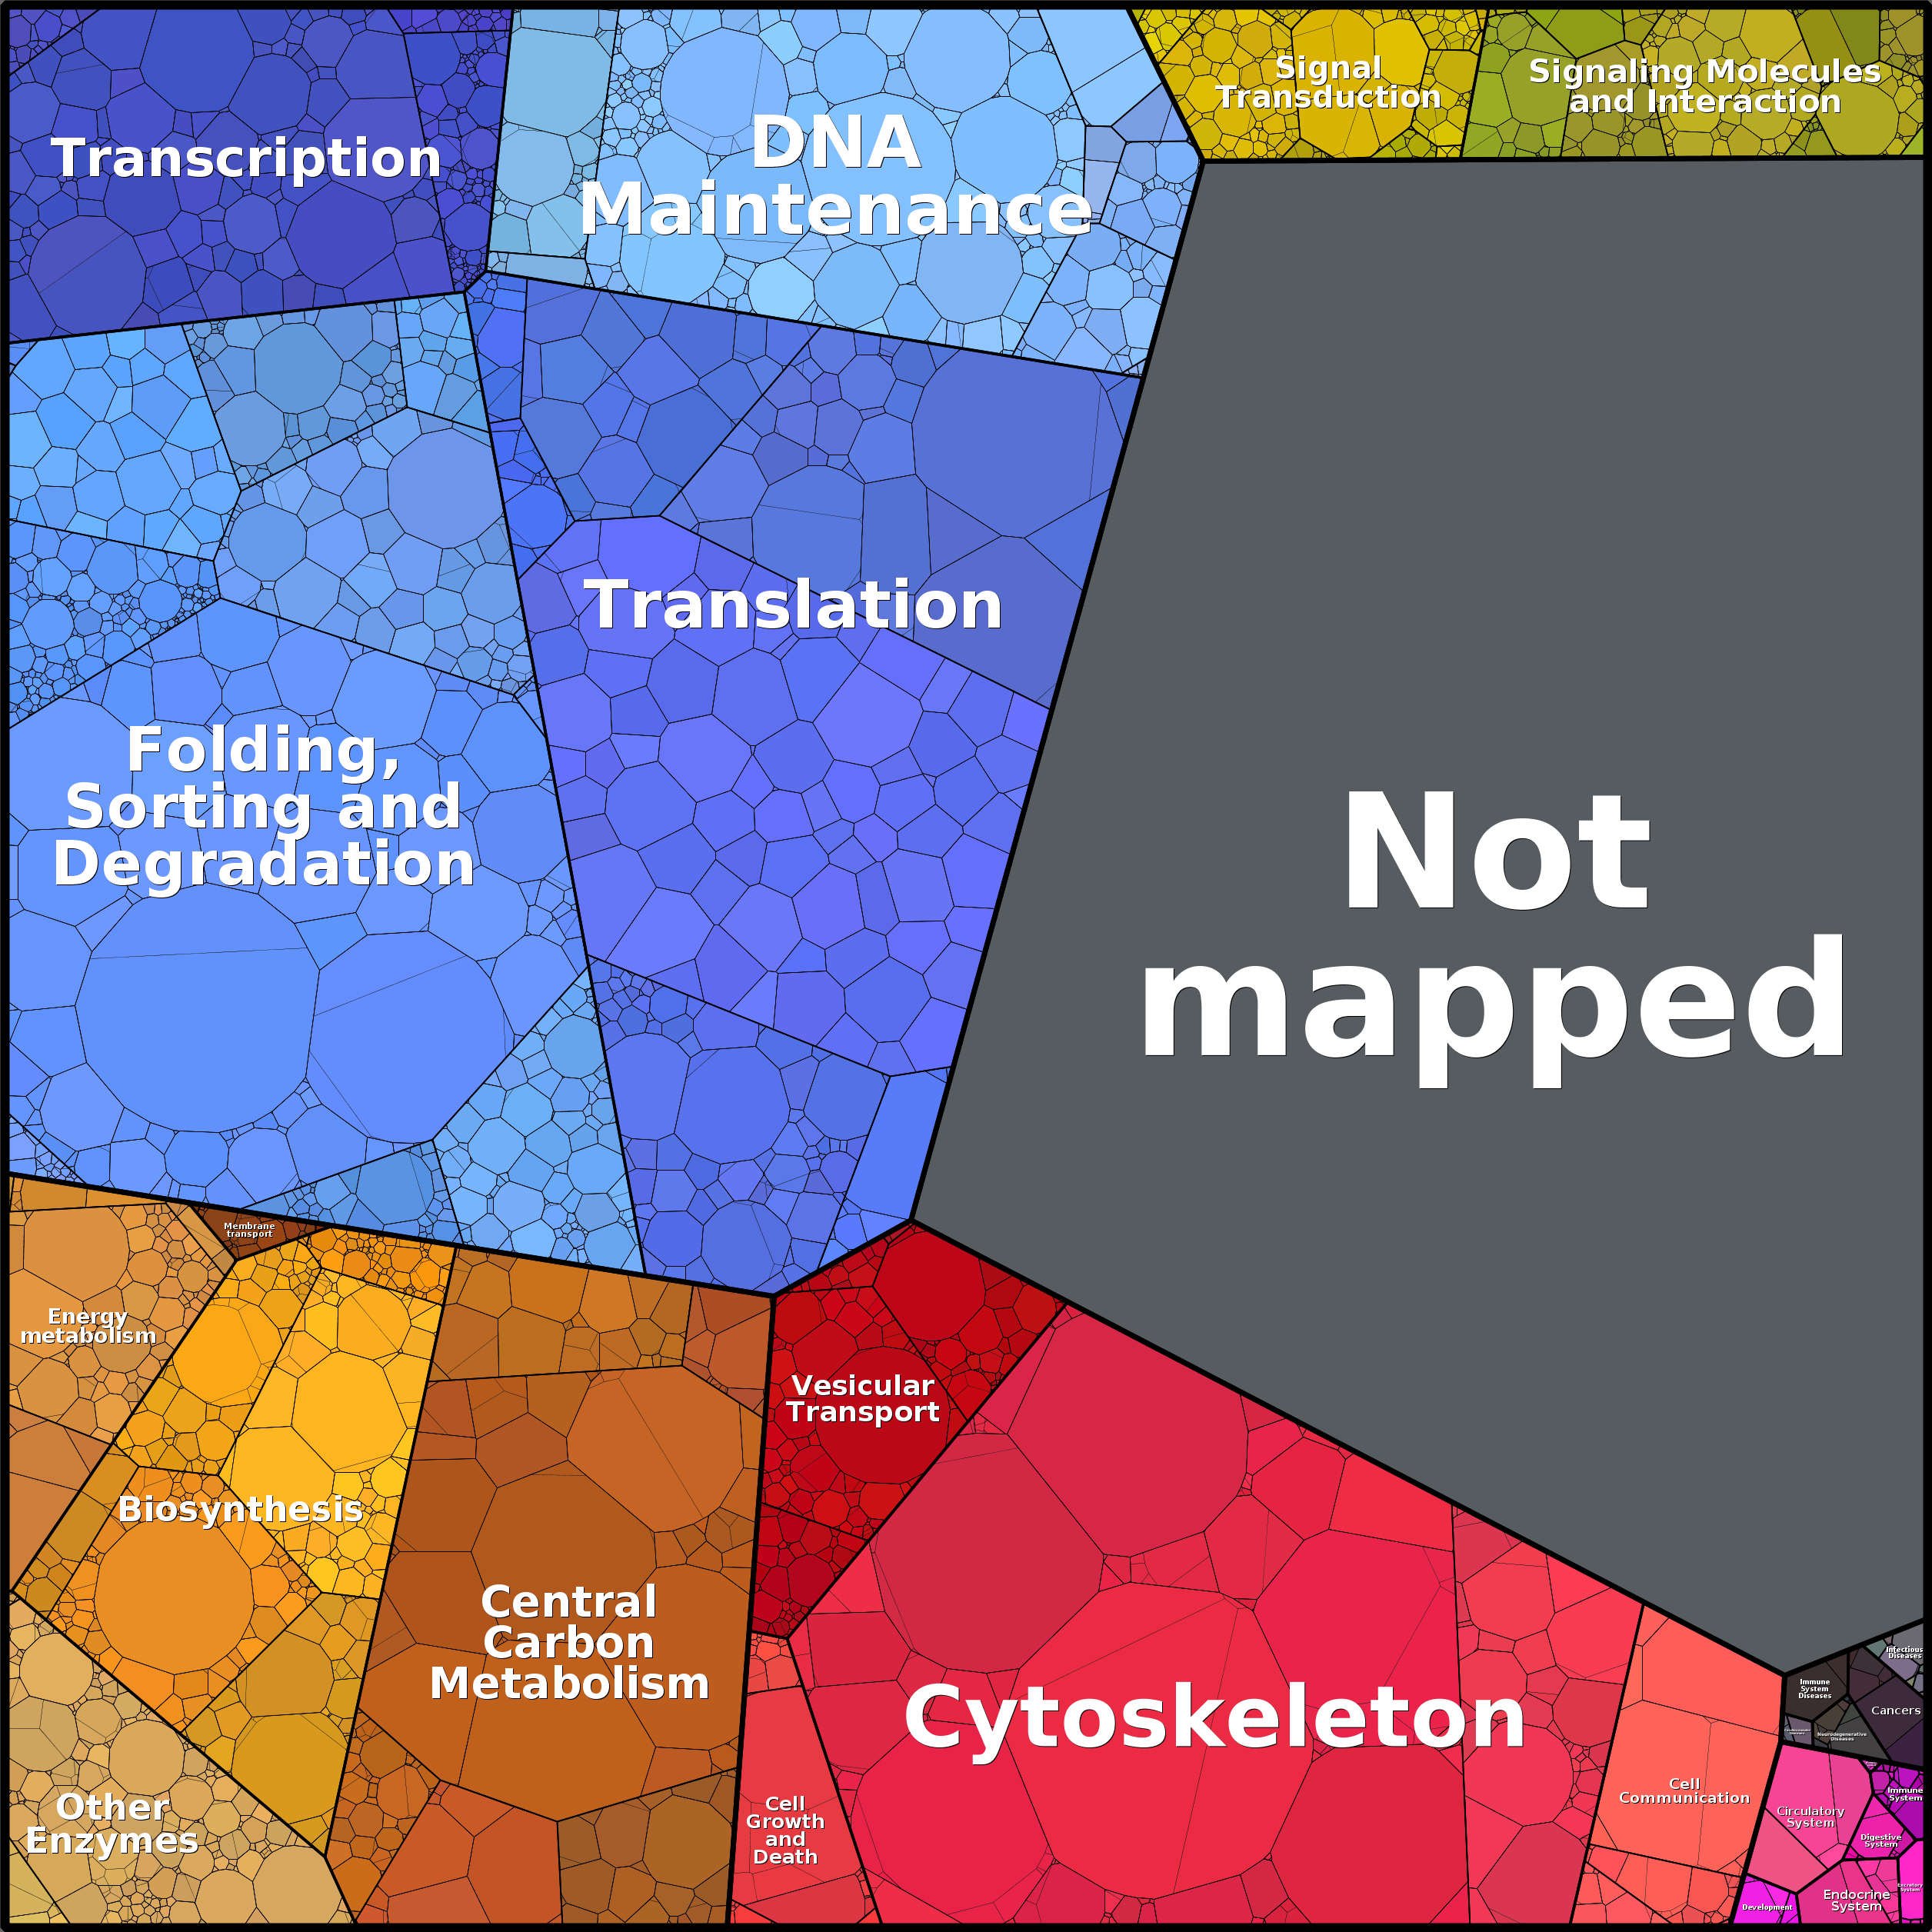 Signal
Transduction
Signaling Molecules
and Interaction
Transcription
DNA
Maintenance
Translation
Folding,
Sorting and
Degradation
Not
mapped
Membrane
transport
Energy
metabolism
Vesicular
Transport
Biosynthesis
Central
Carbon
Metabolism
Cytoskeleton
Other
Enzymes
Cell
Growth
and
Death
Cell
Communication
Infectious
Diseases
Immune
System
Diseases
Cancers
Neurodegenerative
Diseases
Immune
System
Circulatory
System
Digestive
System
Endocrine
System
Excretory
System
Development